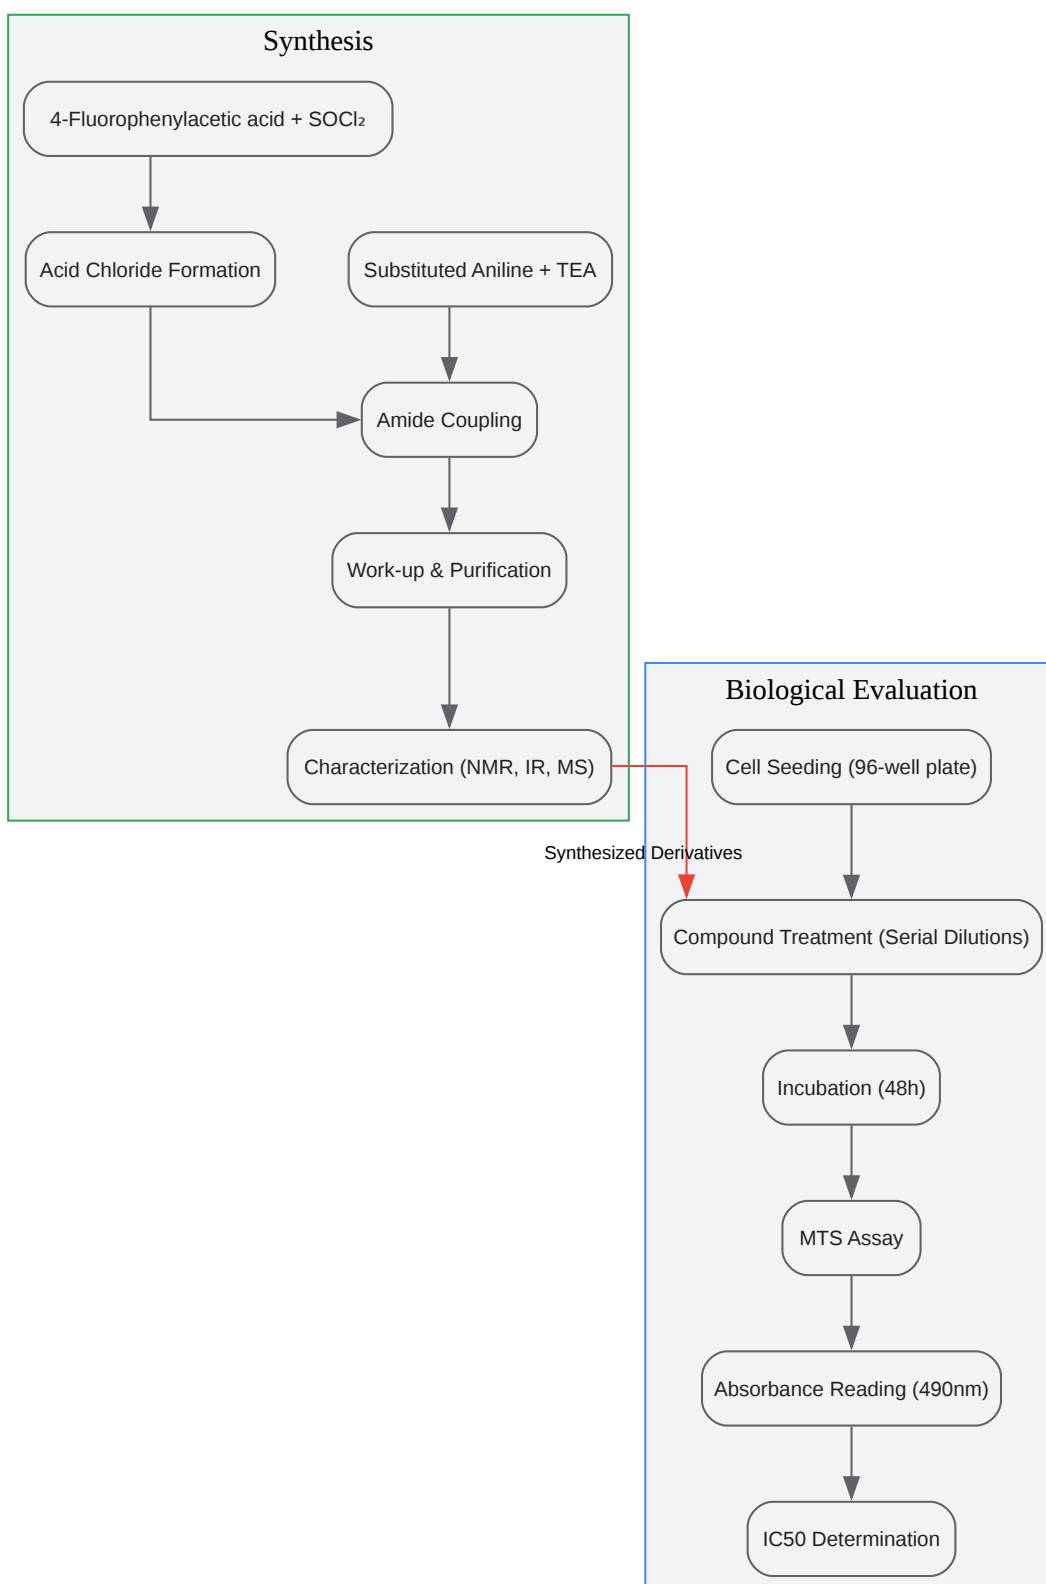 Synthesis
4-Fluorophenylacetic acid + SOCl₂
Acid Chloride Formation
Substituted Aniline + TEA
Amide Coupling
Work-up & Purification
Characterization (NMR, IR, MS)
Synthesized Derivatives
Biological Evaluation
Cell Seeding (96-well plate)
Compound Treatment (Serial Dilutions)
Incubation (48h)
MTS Assay
Absorbance Reading (490nm)
IC50 Determination